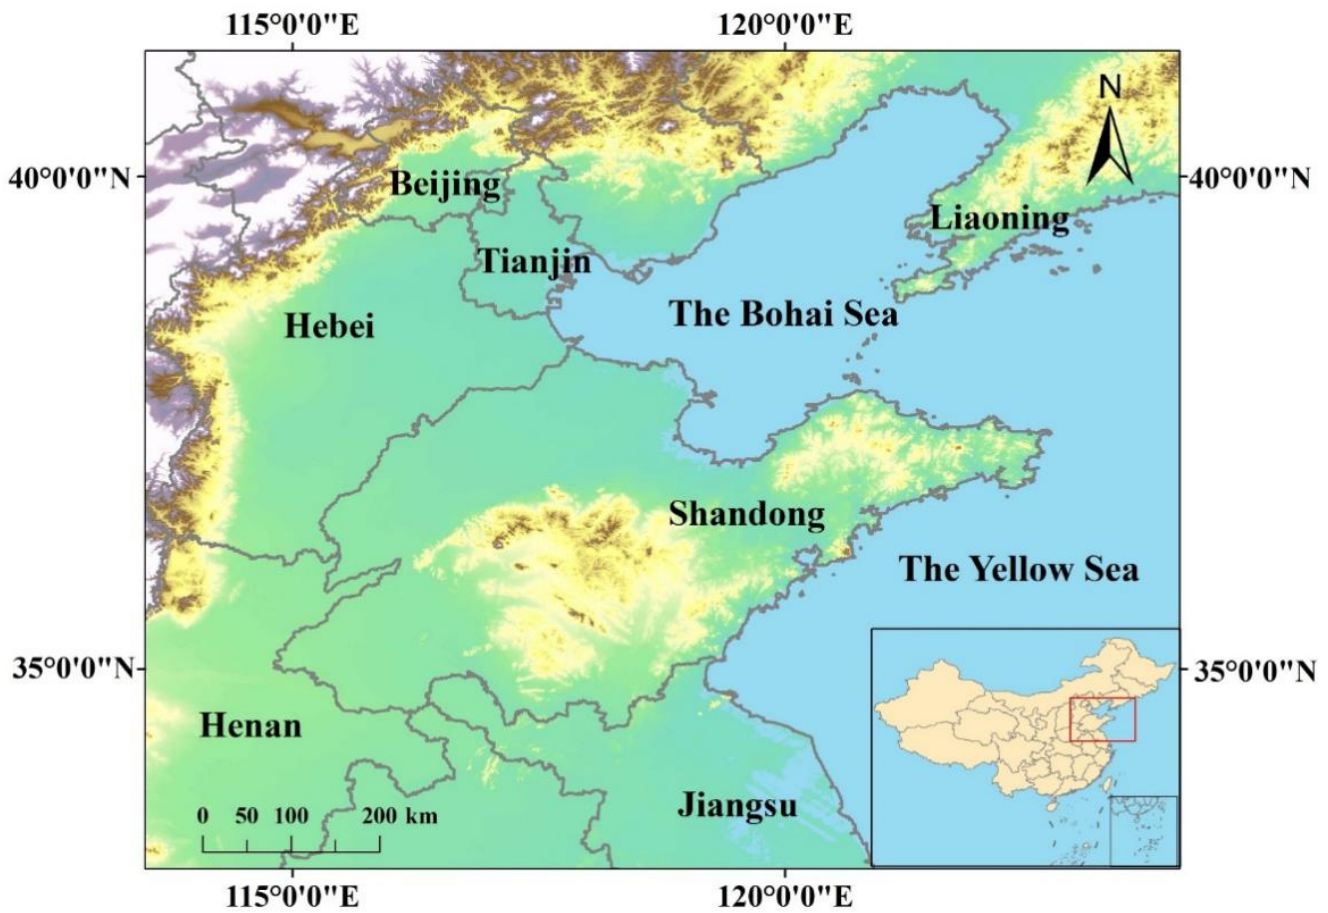 115°0'0"E 120°0'0"E
N
40°0'0"N 40°0'0"N
Beijing
Liaoning
Tianjin
The Bohai Sea
Hebei
Shandong
The Yellow Sea
35°0'0"N 35°0'0"N
Henan
Jiangsu
0 50 100 200 km
115°0'0"E 120°0'0"E